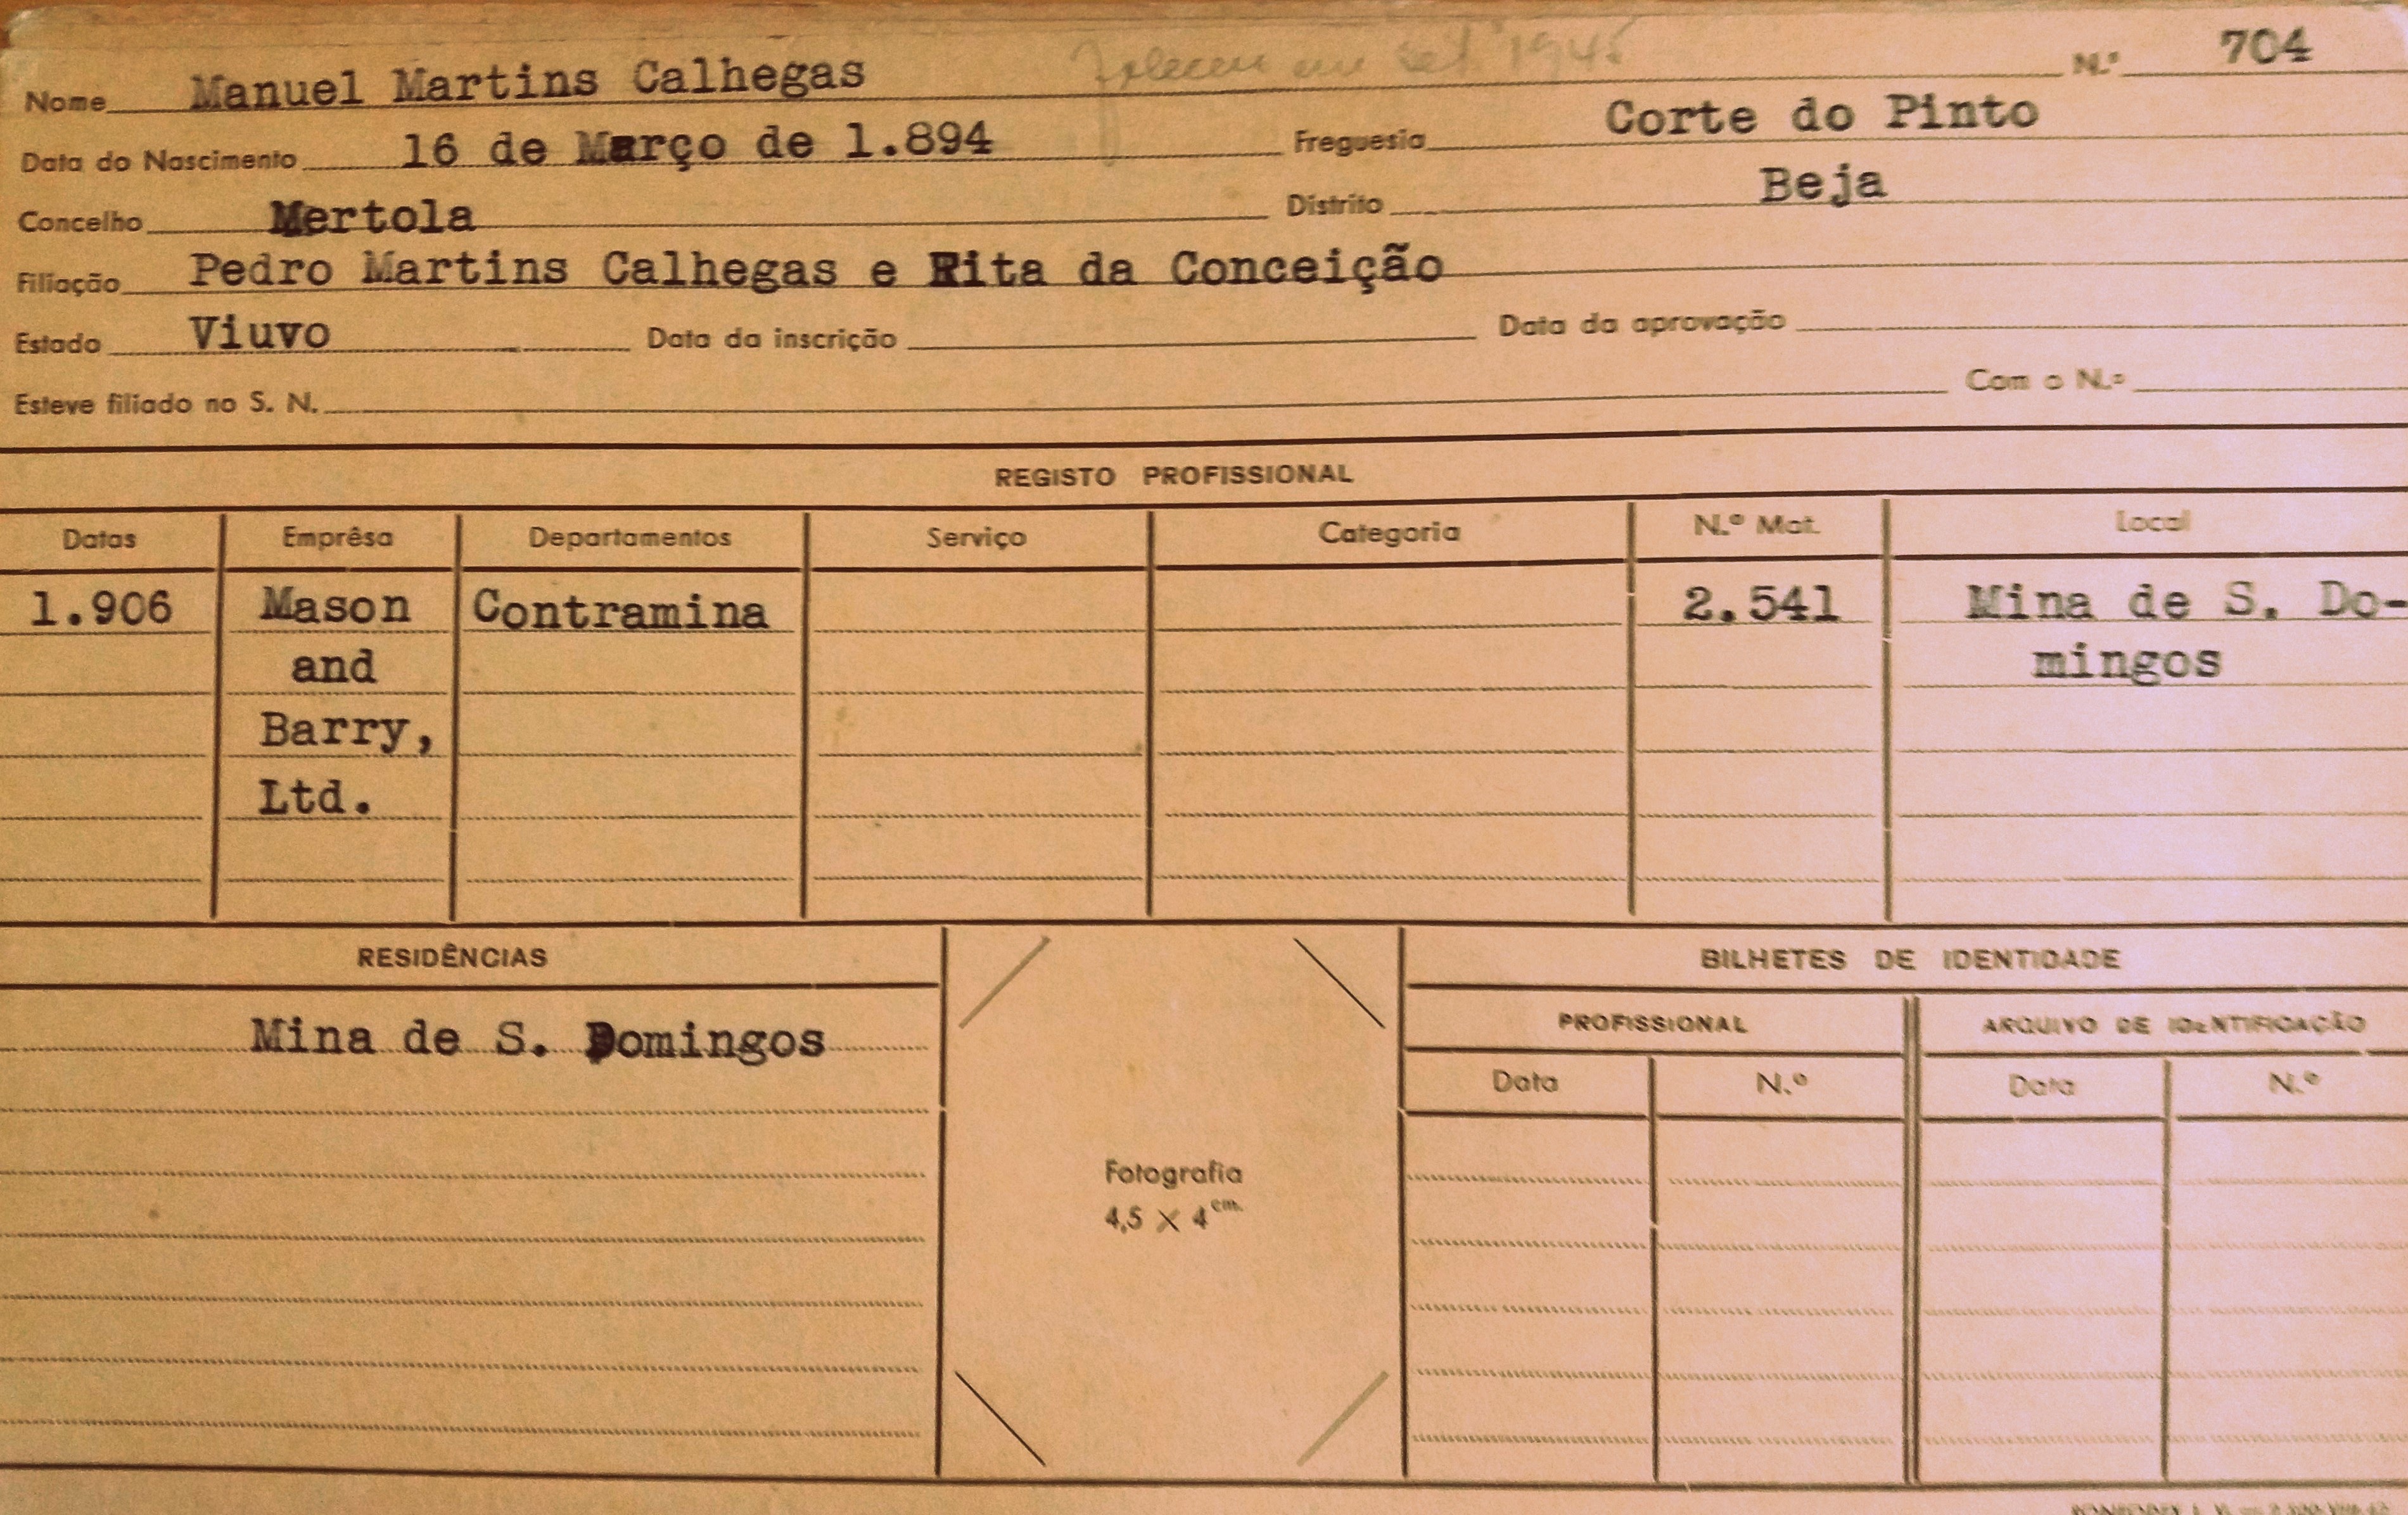 Faleceu em set. 1945
Nome Manuel Martins Calhegas N.º 704
Data do Nascimento 16 de Março de 1.894 Freguesia Corte do Pinto
Concelho Mertola Distrito Beja
Filiação Pedro Martins Calhegas e Rita da Conceição
Estado Viuvo Data da inscrição Data da aprovação
Esteve filiado no S. N. Com o N.º
REGISTO PROFISSIONAL
Datas Emprêsa Departamentos Serviço Categoria N.º Mat. Local
1.906 Mason Contramina 2.541 Mina de S. Do-
and mingos
Barry,
Ltd.
RESIDÊNCIAS BILHETES DE IDENTIDADE
Mina de S. Domingos PROFISSIONAL ARQUIVO DE IDENTIFICAÇÃO
Data N.º Data N.º
Fotografia
4,5 × 4 cm.